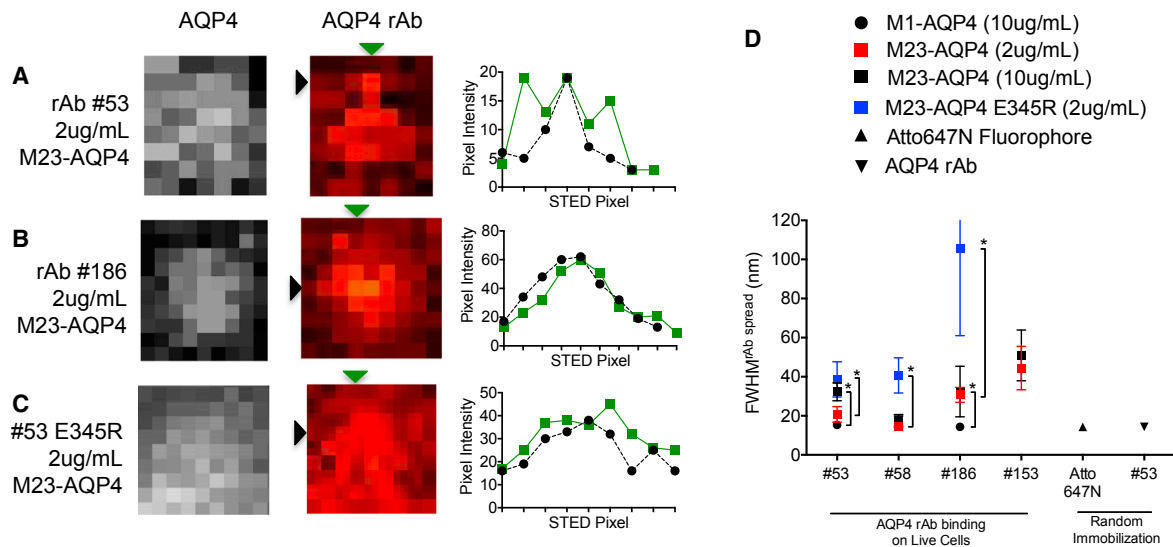 AQP4
AQP4 rAb
A
rAb #53
2ug/mL
M23-AQP4
Pixel Intensity
20
15
10
5
0
STED Pixel
B
rAb #186
2ug/mL
M23-AQP4
Pixel Intensity
80
60
40
20
0
STED Pixel
C
#53 E345R
2ug/mL
M23-AQP4
Pixel Intensity
50
40
30
20
10
0
STED Pixel
D
M1-AQP4 (10ug/mL)
M23-AQP4 (2ug/mL)
M23-AQP4 (10ug/mL)
M23-AQP4 E345R (2ug/mL)
Atto647N Fluorophore
AQP4 rAb
FWHM rAb spread (nm)
120
100
80
60
40
20
0
*
*
*
*
*
#53
#58
#186
#153
Atto
647N
#53
AQP4 rAb binding
on Live Cells
Random
Immobilization